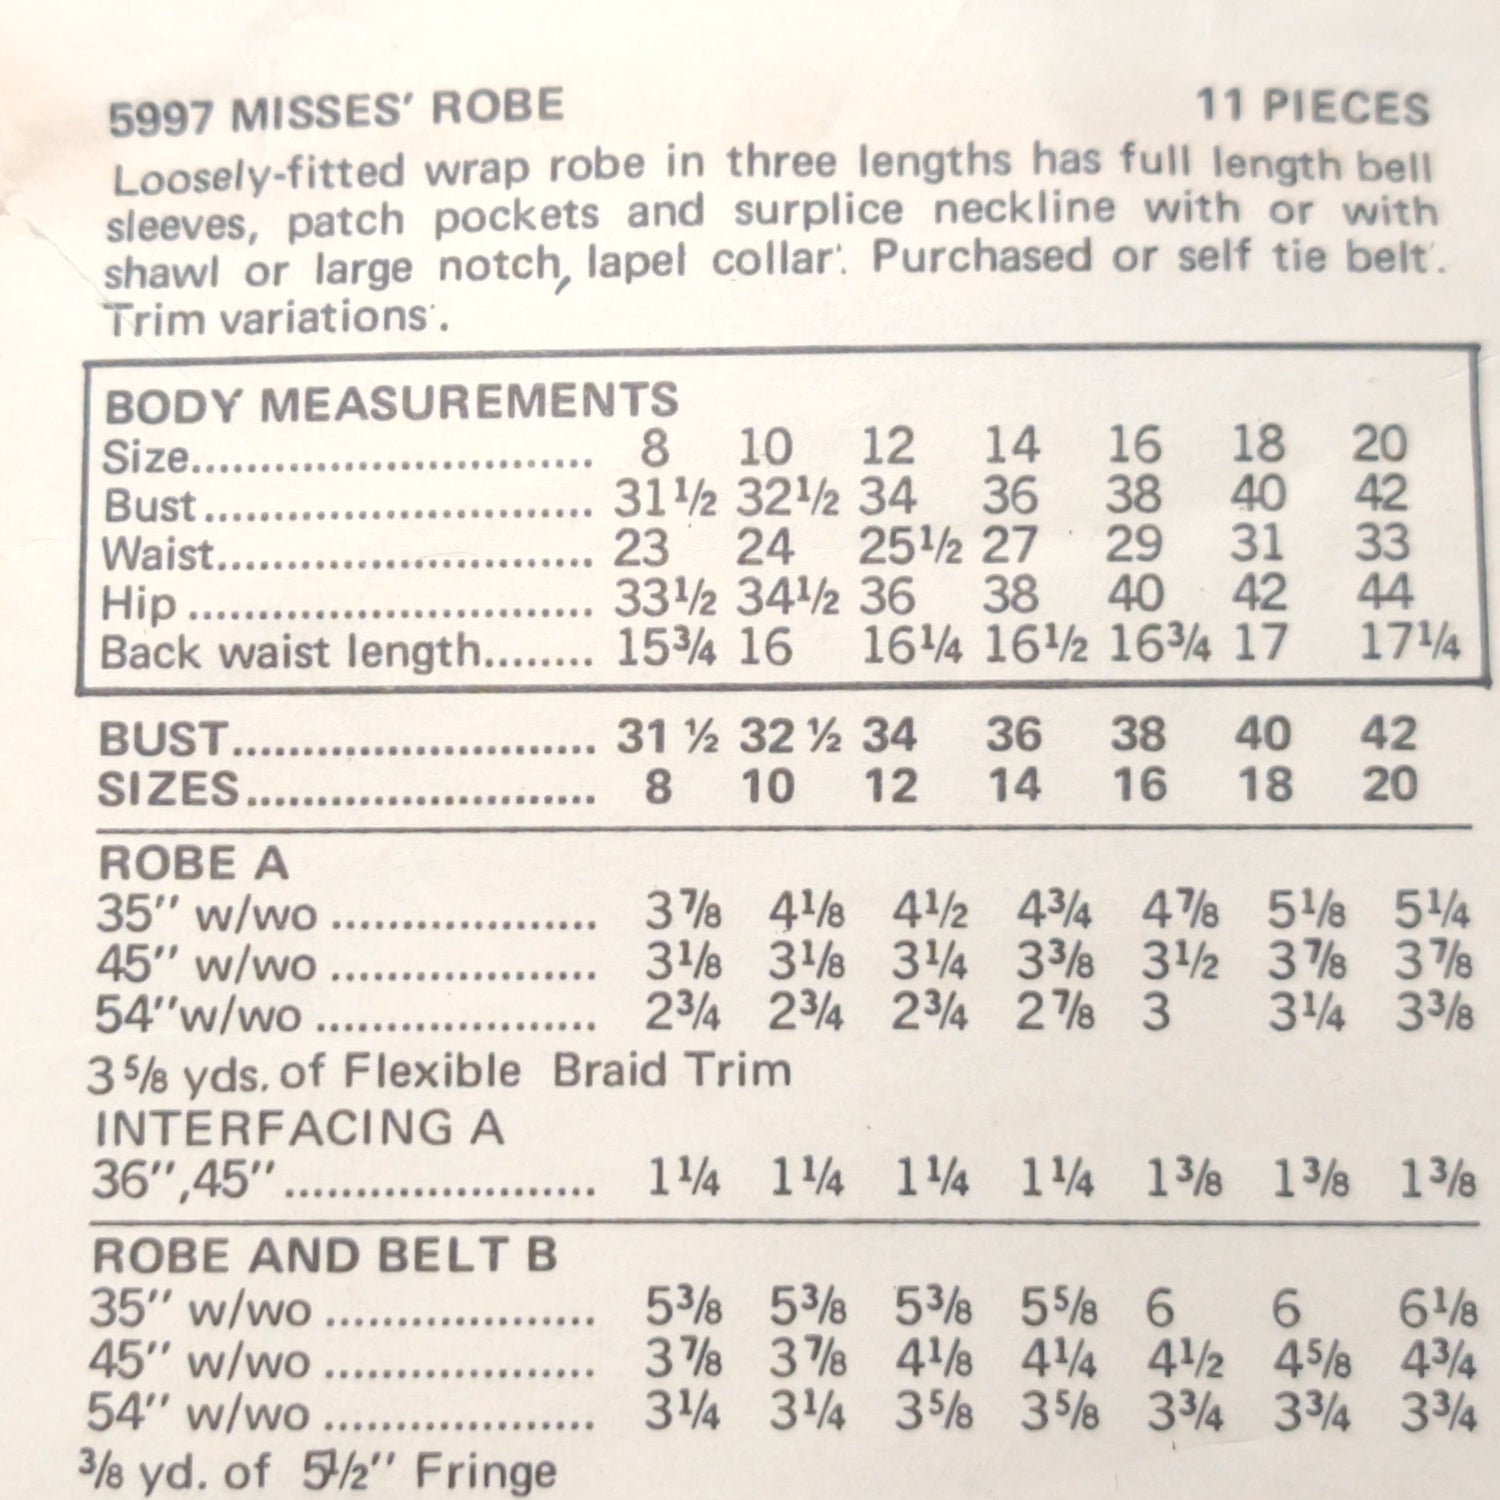 5997 MISSES' ROBE 11 PIECES
Loosely-fitted wrap robe in three lengths has full length bell
sleeves, patch pockets and surplice neckline with or with
shawl or large notch, lapel collar. Purchased or self tie belt.
Trim variations.
BODY MEASUREMENTS
Size.............................. 8 10 12 14 16 18 20
Bust.............................. 31½ 32½ 34 36 38 40 42
Waist............................. 23 24 25½ 27 29 31 33
Hip............................... 33½ 34½ 36 38 40 42 44
Back waist length........ 15¾ 16 16¼ 16½ 16¾ 17 17¼
BUST.......................... 31 ½ 32 ½ 34 36 38 40 42
SIZES......................... 8 10 12 14 16 18 20
ROBE A
35" w/wo ................... 3⅞ 4⅛ 4½ 4¾ 4⅞ 5⅛ 5¼
45" w/wo ................... 3⅛ 3⅛ 3¼ 3⅜ 3½ 3⅞ 3⅞
54"w/wo .................... 2¾ 2¾ 2¾ 2⅞ 3 3¼ 3⅜
3⅝ yds. of Flexible Braid Trim
INTERFACING A
36",45"...................... 1¼ 1¼ 1¼ 1¼ 1⅜ 1⅜ 1⅜
ROBE AND BELT B
35" w/wo ................... 5⅜ 5⅜ 5⅜ 5⅝ 6 6 6⅛
45" w/wo ................... 3⅞ 3⅞ 4⅛ 4¼ 4½ 4⅝ 4¾
54" w/wo ................... 3¼ 3¼ 3⅝ 3⅝ 3¾ 3¾ 3¾
⅜ yd. of 5½" Fringe